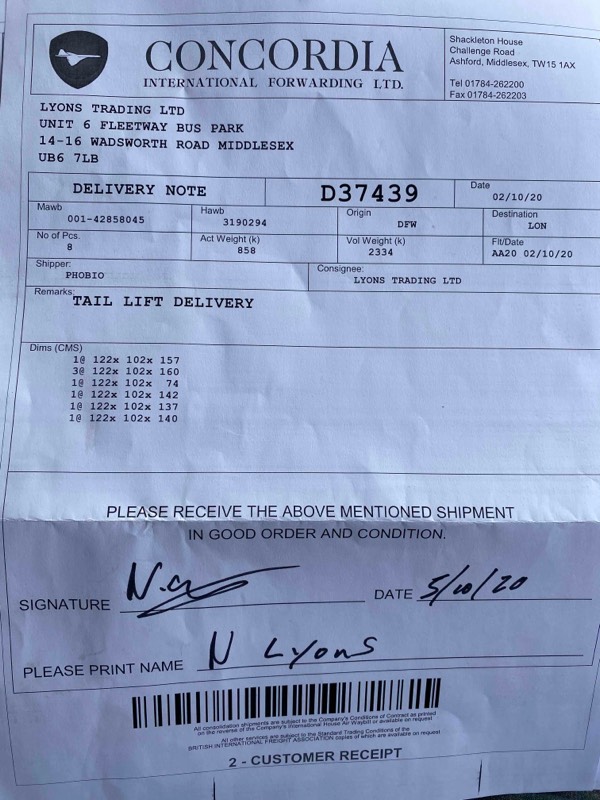 CONCORDIA
INTERNATIONAL FORWARDING LTD.
Shackleton House
Challenge Road
Ashford, Middlesex, TW15 1AX
Tel 01784-262200
Fax 01784-262203
LYONS TRADING LTD
UNIT 6 FLEETWAY BUS PARK
14-16 WADSWORTH ROAD MIDDLESEX
UB6 7LB
DELIVERY NOTE D37439 Date 02/10/20
Mawb 001-42858045 Hawb 3190294 Origin DFW Destination LON
No of Pcs. 8 Act Weight (k) 858 Vol Weight (k) 2334 Flt/Date AA20 02/10/20
Shipper: PHOBIO Consignee: LYONS TRADING LTD
Remarks: TAIL LIFT DELIVERY
Dims (CMS)
1@ 122x 102x 157
3@ 122x 102x 160
1@ 122x 102x 74
1@ 122x 102x 142
1@ 122x 102x 137
1@ 122x 102x 140
PLEASE RECEIVE THE ABOVE MENTIONED SHIPMENT
IN GOOD ORDER AND CONDITION.
SIGNATURE DATE 5/10/20
PLEASE PRINT NAME N Lyons
All consolidation shipments are subject to the Company's Conditions of Contract as printed
on the reverse of the Company's International House Air Waybill or available on request
All other services are subject to the Standard Trading Conditions of the
BRITISH INTERNATIONAL FREIGHT ASSOCIATION copies of which are available on request
2 - CUSTOMER RECEIPT